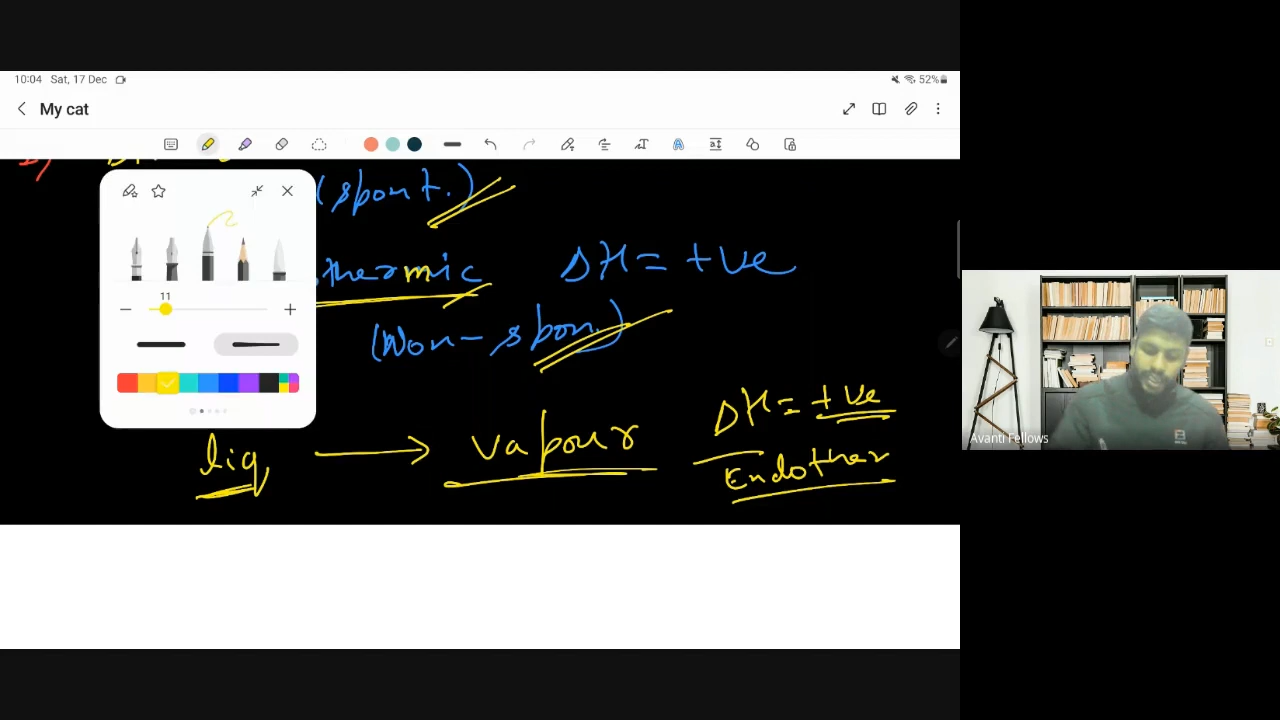 10:04 Sat, 17 Dec
52%
My cat
(spont.)
thermic ΔH = +ve
(Non-spon.)
11
liq, → vapour
ΔH = +ve
Endother
Avanti Fellows